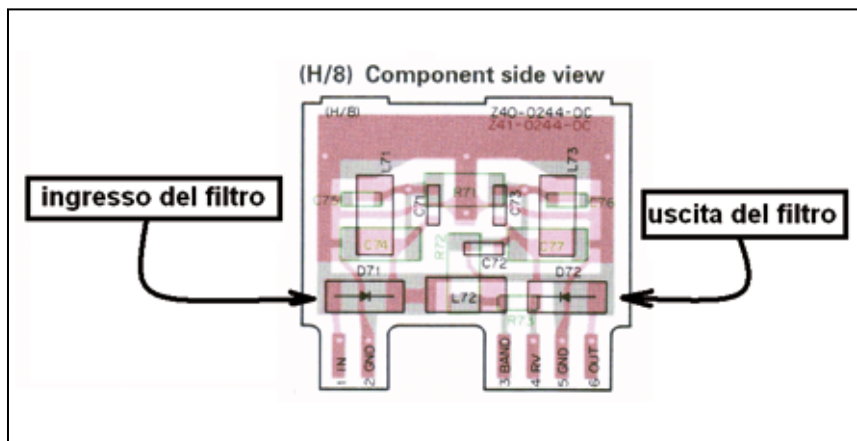 (H/8) Component side view
(H/8)
Z40-0244-0C
Z41-0244-0C
L71
L73
ingresso del filtro
uscita del filtro
C75
C71
R71
C73
C76
C74
R72
C72
C77
D71
L72
D72
R73
1 IN
2 GND
3 BAND
4 RV
5 GND
6 OUT